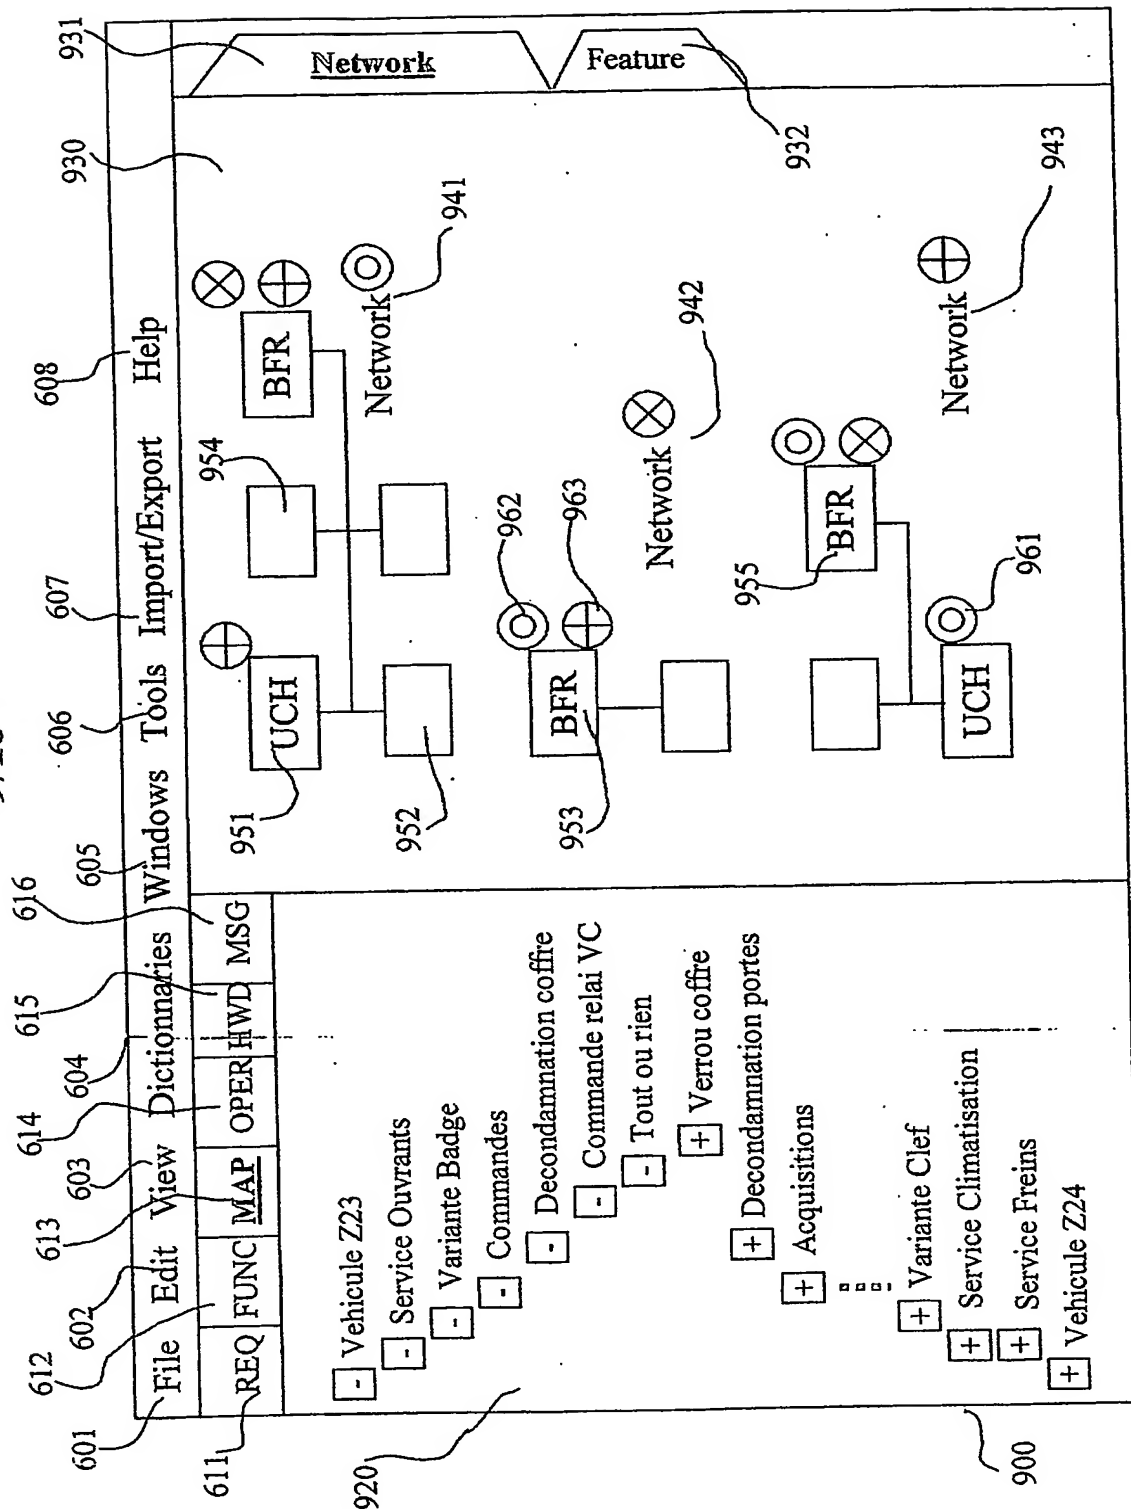 612 614 604 616
601 602 613 603 615 605 606 607 608
File Edit View Dictionnaries Windows Tools Import/Export Help
REQ FUNC MAP OPER HWD MSG
611
- Vehicule Z23
- Service Ouvrants
- Variante Badge
- Commandes
- Decondamnation coffre
- Commande relai VC
- Tout ou rien
+ Verrou coffre
+ Decondamnation portes
+ Acquisitions
+ Variante Clef
+ Service Climatisation
+ Service Freins
+ Vehicule Z24
920
900
930
931
Network
Feature
932
951
UCH
954
BFR
952
Network
941
962
963
BFR
953
Network
942
955
BFR
UCH
961
Network
943